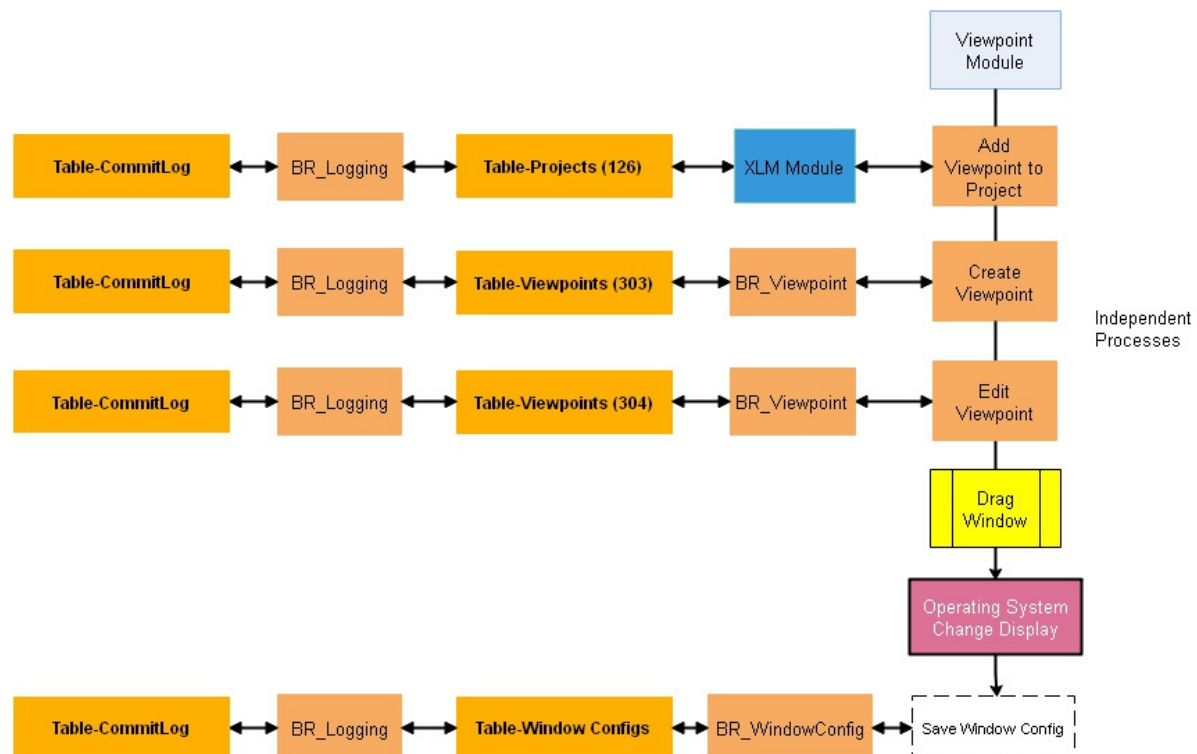 Viewpoint
Module
Table-CommitLog
BR_Logging
Table-Projects (126)
XLM Module
Add
Viewpoint to
Project
Table-CommitLog
BR_Logging
Table-Viewpoints (303)
BR_Viewpoint
Create
Viewpoint
Independent
Processes
Table-CommitLog
BR_Logging
Table-Viewpoints (304)
BR_Viewpoint
Edit
Viewpoint
Drag
Window
Operating System
Change Display
Table-CommitLog
BR_Logging
Table-Window Configs
BR_WindowConfig
Save Window Config